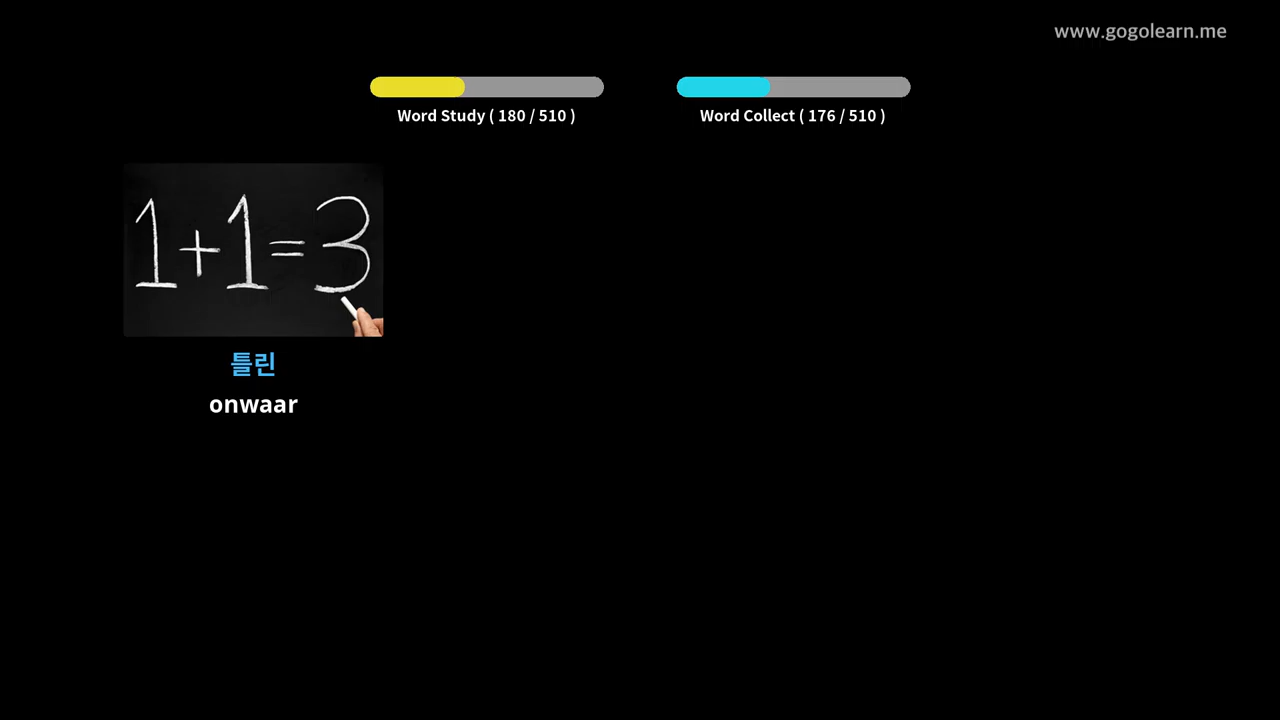 www.gogolearn.me
Word Study ( 180 / 510 )
Word Collect ( 176 / 510 )
1+1=3
틀린
onwaar